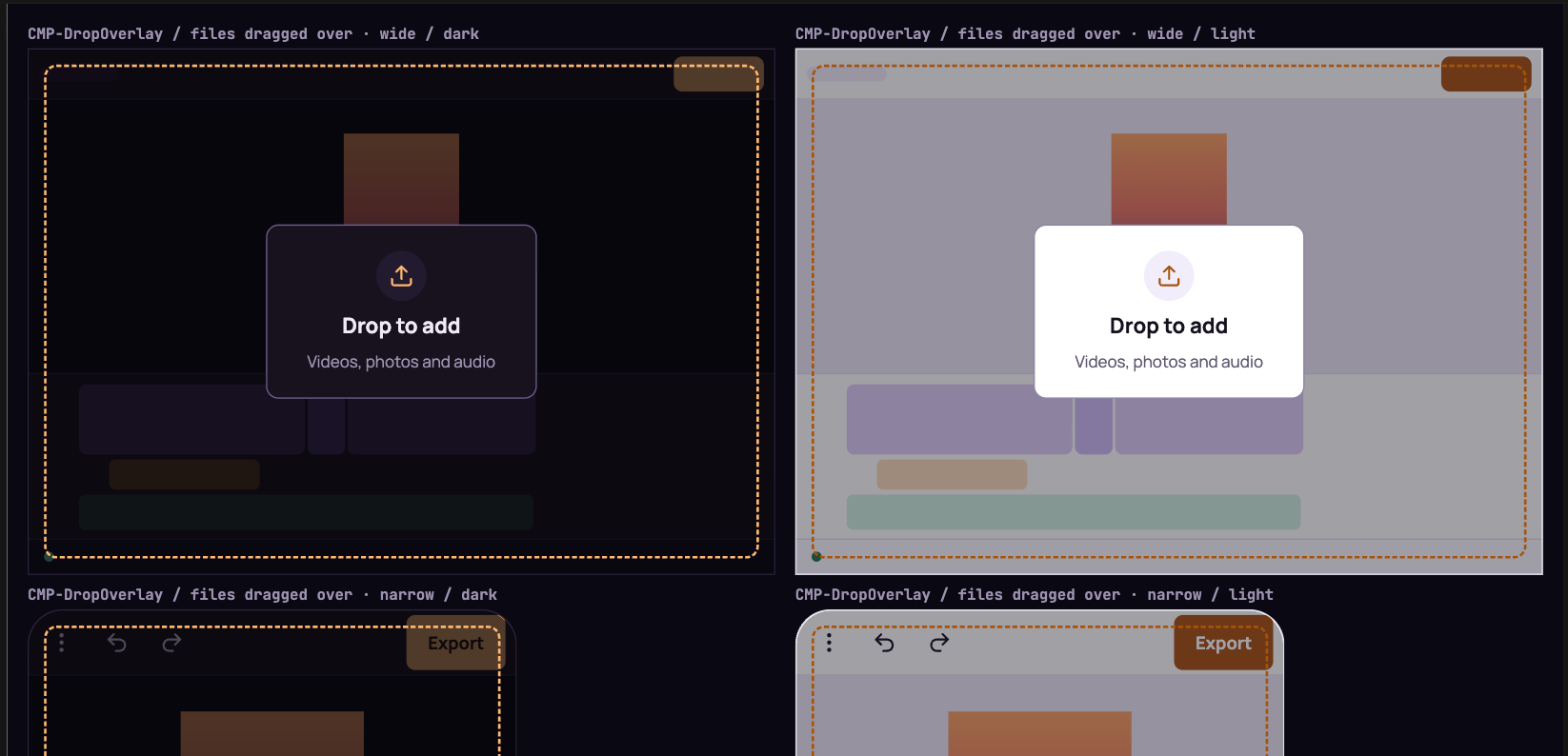 CMP-DropOverlay / files dragged over · wide / dark
CMP-DropOverlay / files dragged over · wide / light
Drop to add
Videos, photos and audio
Drop to add
Videos, photos and audio
CMP-DropOverlay / files dragged over · narrow / dark
CMP-DropOverlay / files dragged over · narrow / light
Export
Export